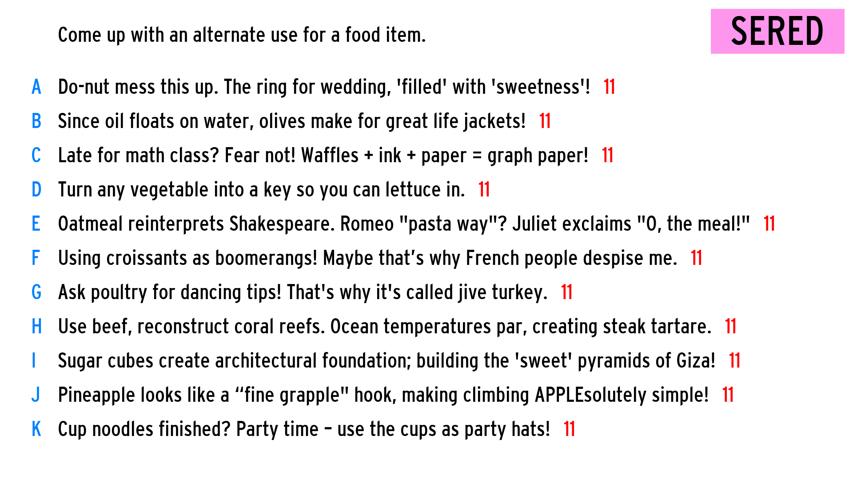 Come up with an alternate use for a food item.
SERED
A Do-nut mess this up. The ring for wedding, 'filled' with 'sweetness'! 11
B Since oil floats on water, olives make for great life jackets! 11
C Late for math class? Fear not! Waffles + ink + paper = graph paper! 11
D Turn any vegetable into a key so you can lettuce in. 11
E Oatmeal reinterprets Shakespeare. Romeo "pasta way"? Juliet exclaims "O, the meal!" 11
F Using croissants as boomerangs! Maybe that’s why French people despise me. 11
G Ask poultry for dancing tips! That's why it's called jive turkey. 11
H Use beef, reconstruct coral reefs. Ocean temperatures par, creating steak tartare. 11
I Sugar cubes create architectural foundation; building the 'sweet' pyramids of Giza! 11
J Pineapple looks like a “fine grapple" hook, making climbing APPLEsolutely simple! 11
K Cup noodles finished? Party time – use the cups as party hats! 11